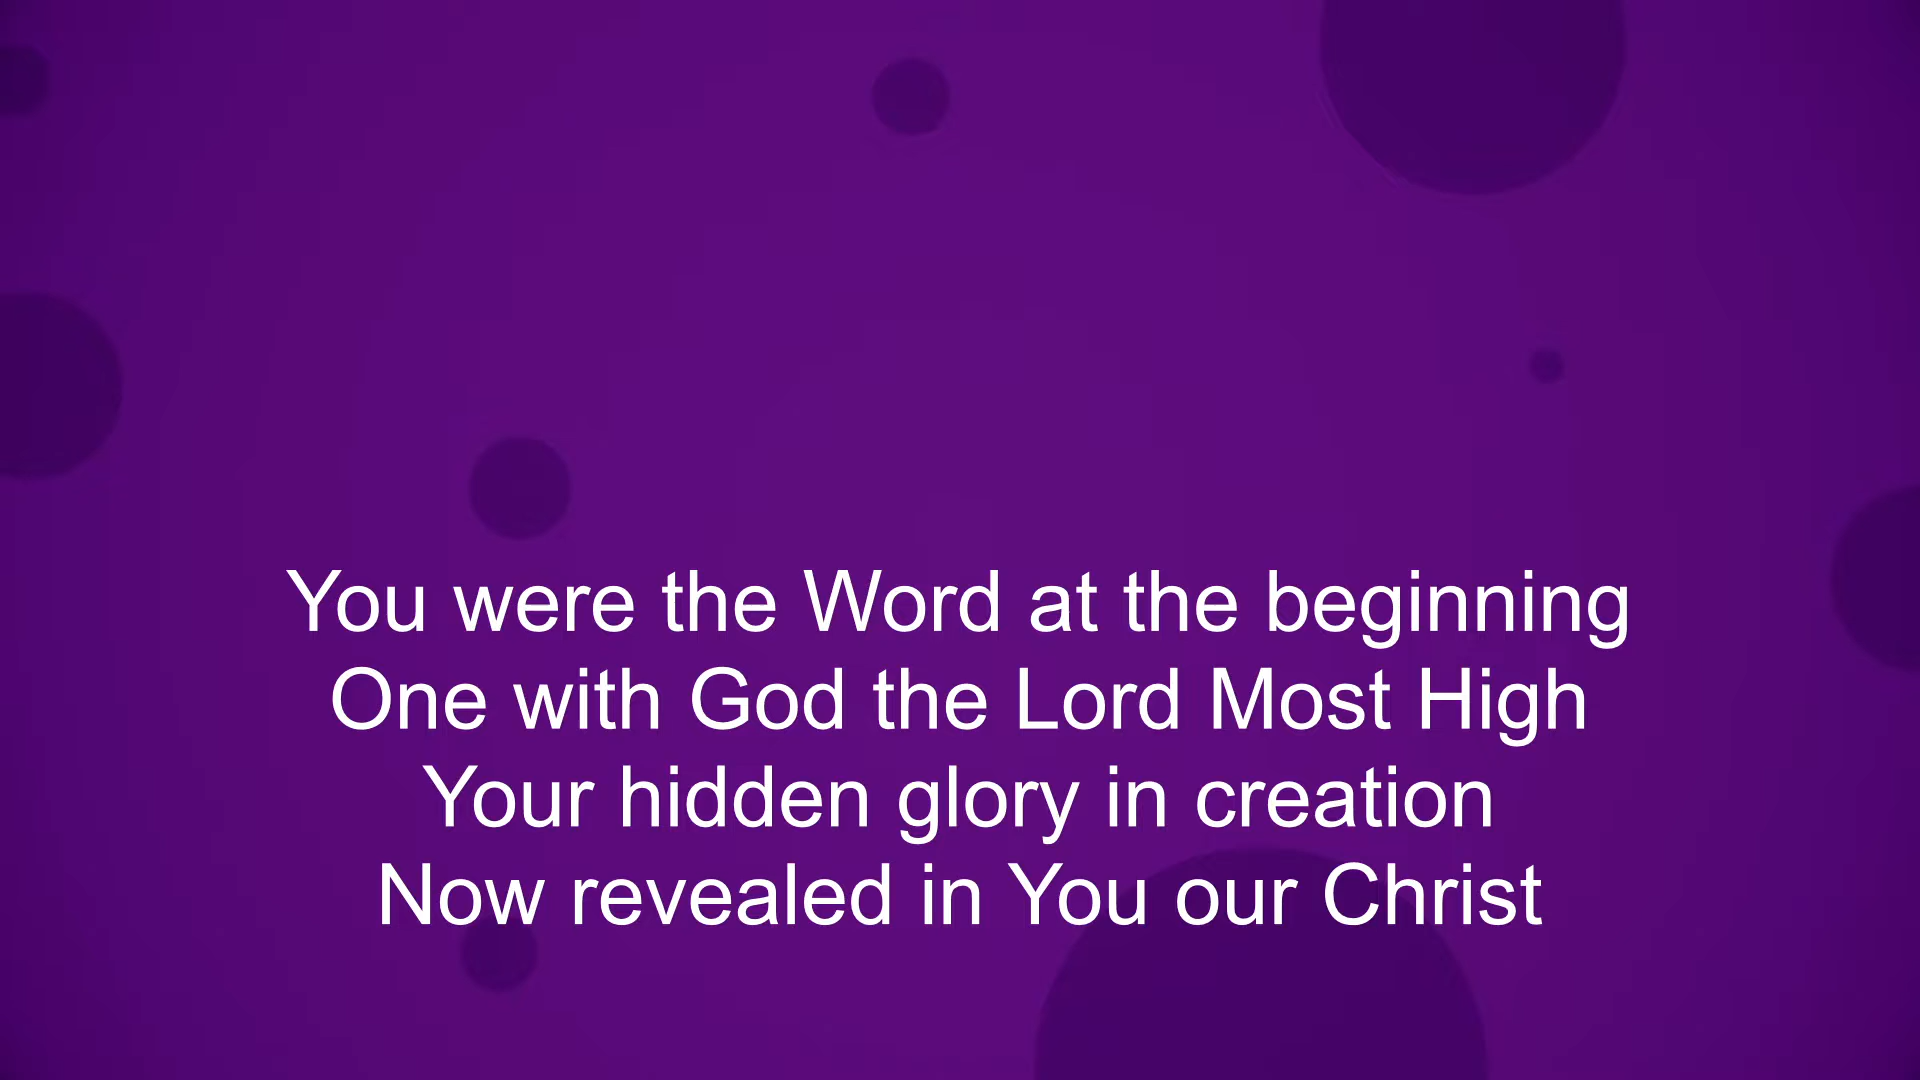 You were the Word at the beginning
One with God the Lord Most High
Your hidden glory in creation
Now revealed in You our Christ